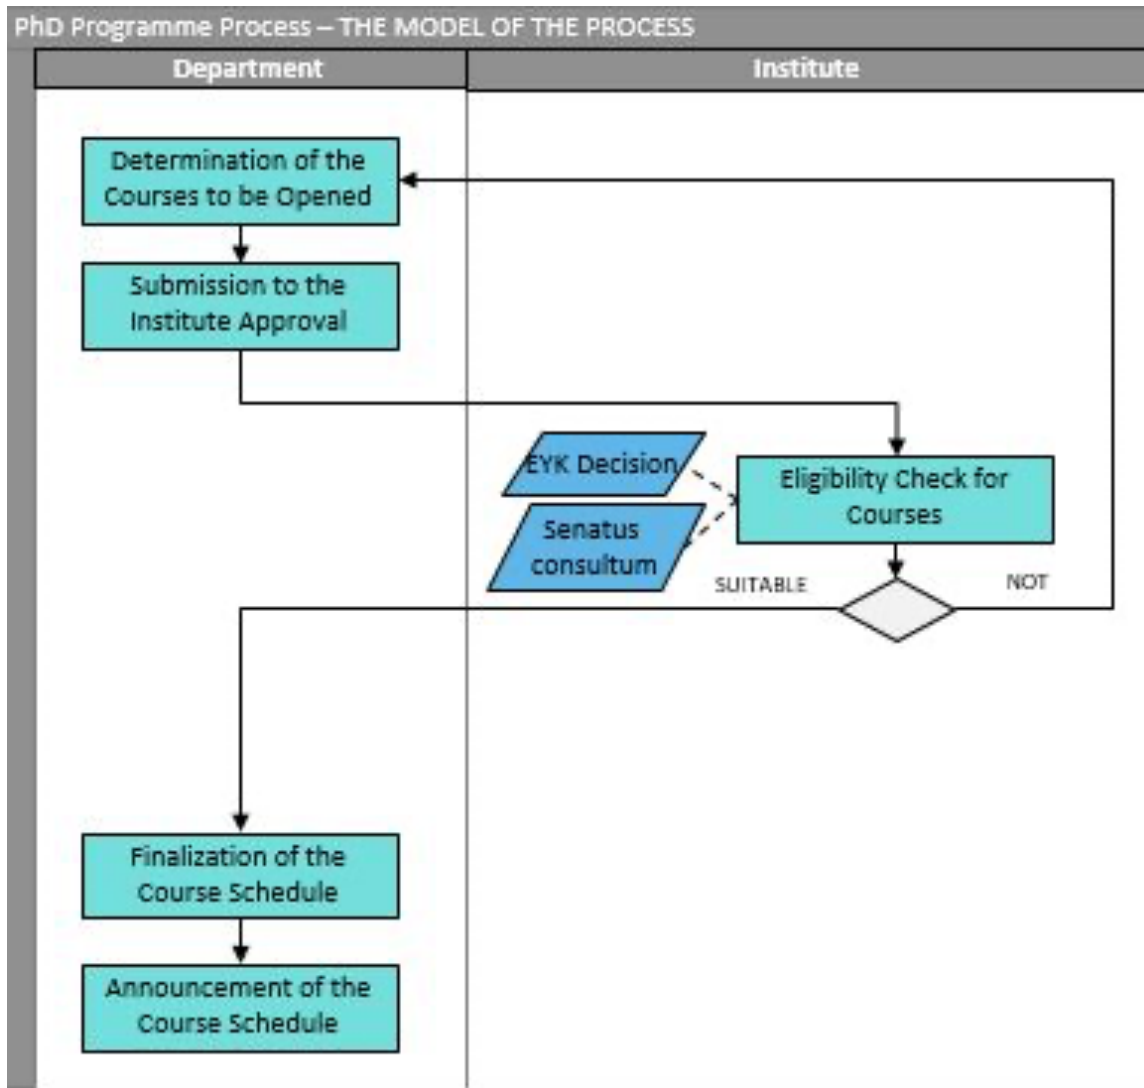 PhD Programme Process – THE MODEL OF THE PROCESS
Department
Institute
Determination of the
Courses to be Opened
Submission to the
Institute Approval
EYK Decision
Senatus
consultum
Eligibility Check for
Courses
SUITABLE
NOT
Finalization of the
Course Schedule
Announcement of the
Course Schedule